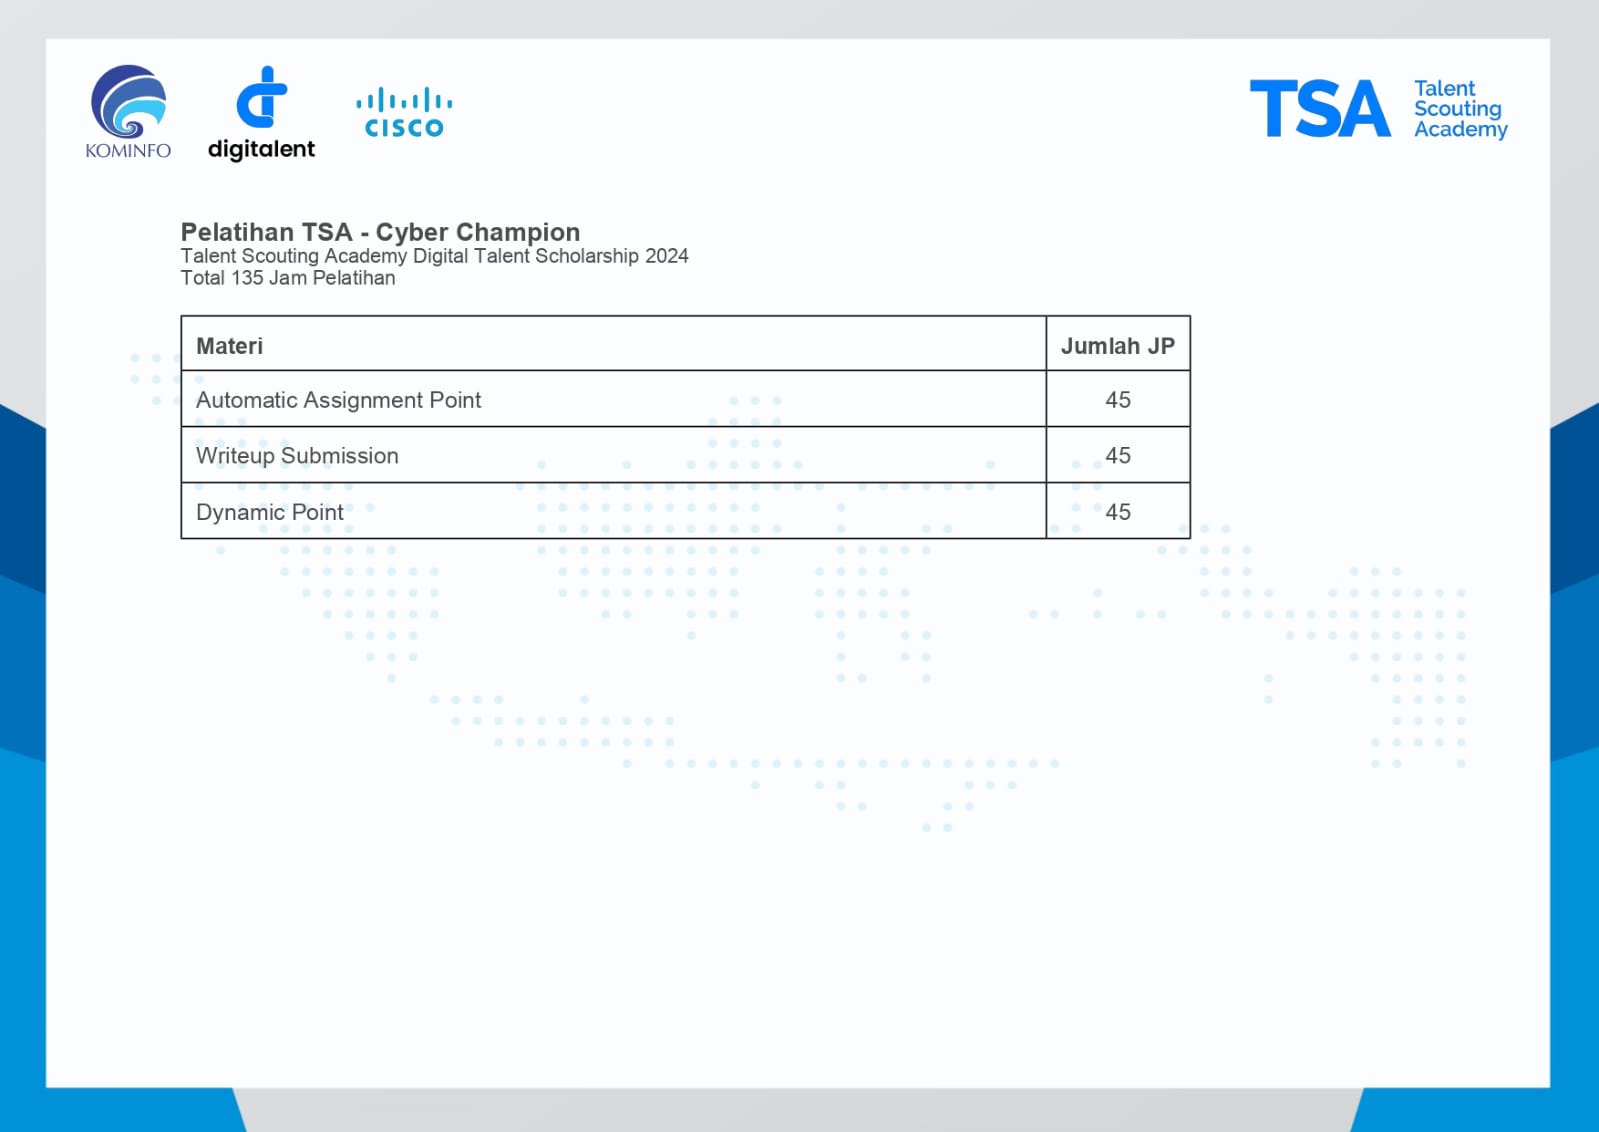 KOMINFO
digitalent
CISCO
TSA
Talent
Scouting
Academy
Pelatihan TSA - Cyber Champion
Talent Scouting Academy Digital Talent Scholarship 2024
Total 135 Jam Pelatihan
Materi Jumlah JP
Automatic Assignment Point 45
Writeup Submission 45
Dynamic Point 45